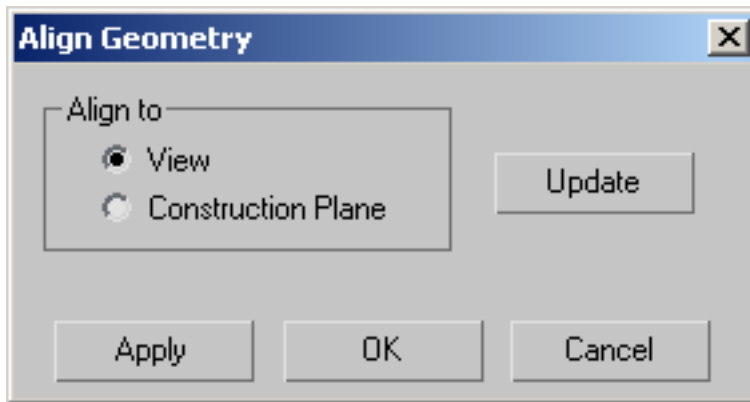 Align Geometry
Align to
View
Construction Plane
Update
Apply
OK
Cancel